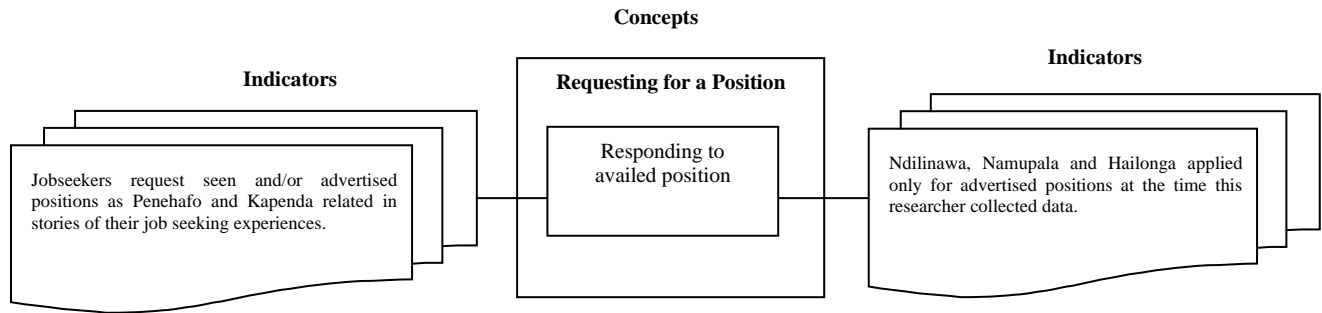 Concepts
Indicators
Jobseekers request seen and/or advertised
positions as Penehafo and Kapenda related in
stories of their job seeking experiences.
Requesting for a Position
Responding to
availed position
Indicators
Ndilinawa, Namupala and Hailonga applied
only for advertised positions at the time this
researcher collected data.